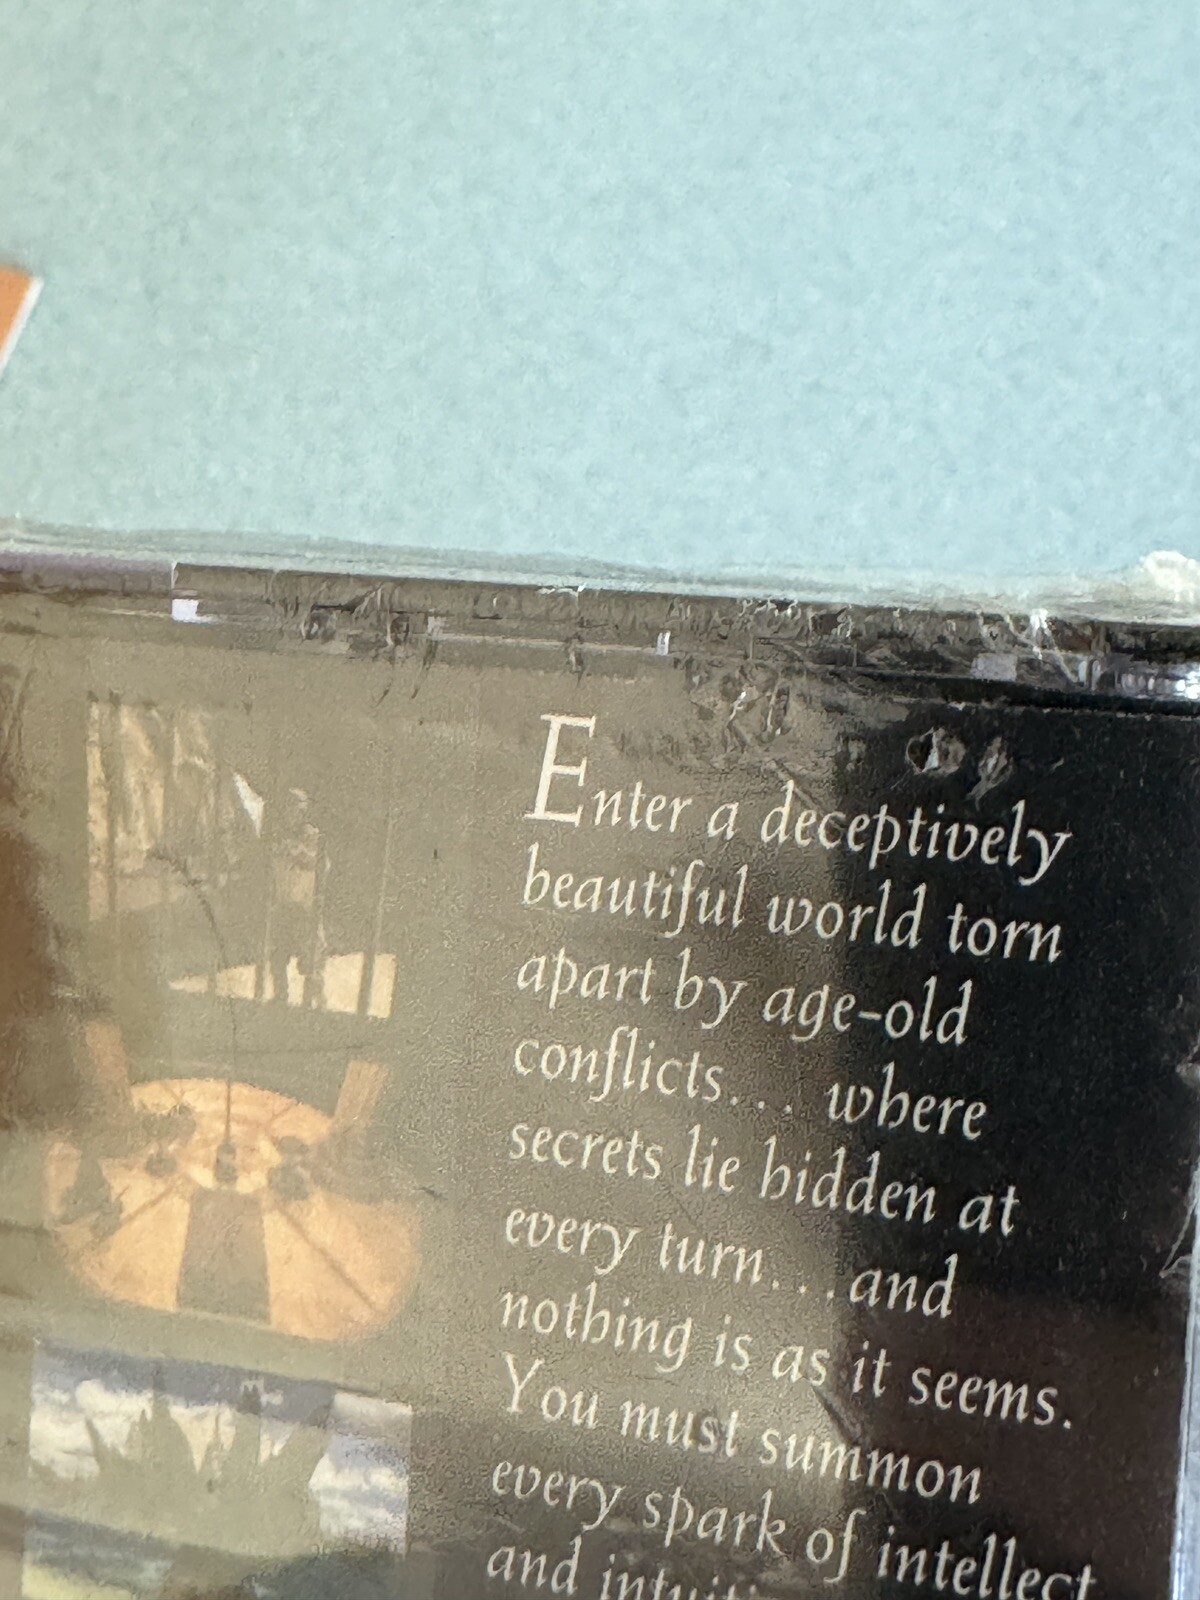 Enter a deceptively
beautiful world torn
apart by age-old
conflicts... where
secrets lie hidden at
every turn...and
nothing is as it seems.
You must summon
every spark of intellect
and